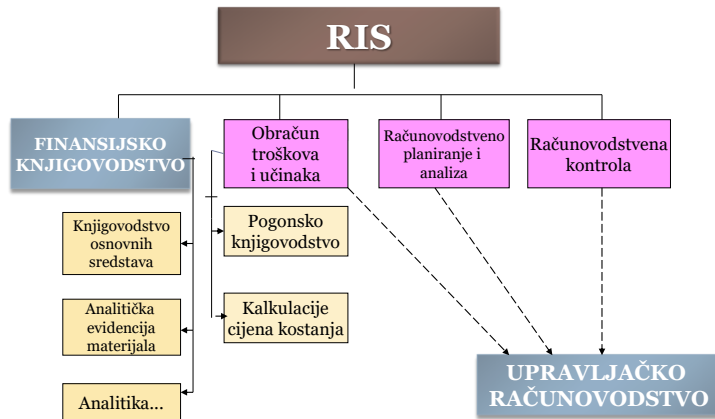 RIS
FINANSIJSKO
KNJIGOVODSTVO
Obračun
troškova
i učinaka
Računovodstveno
planiranje i
analiza
Računovodstvena
kontrola
Knjigovodstvo
osnovnih
sredstava
Pogonsko
knjigovodstvo
Analitička
evidencija
materijala
Kalkulacije
cijena kostanja
Analitika...
UPRAVLJAČKO
RAČUNOVODSTVO